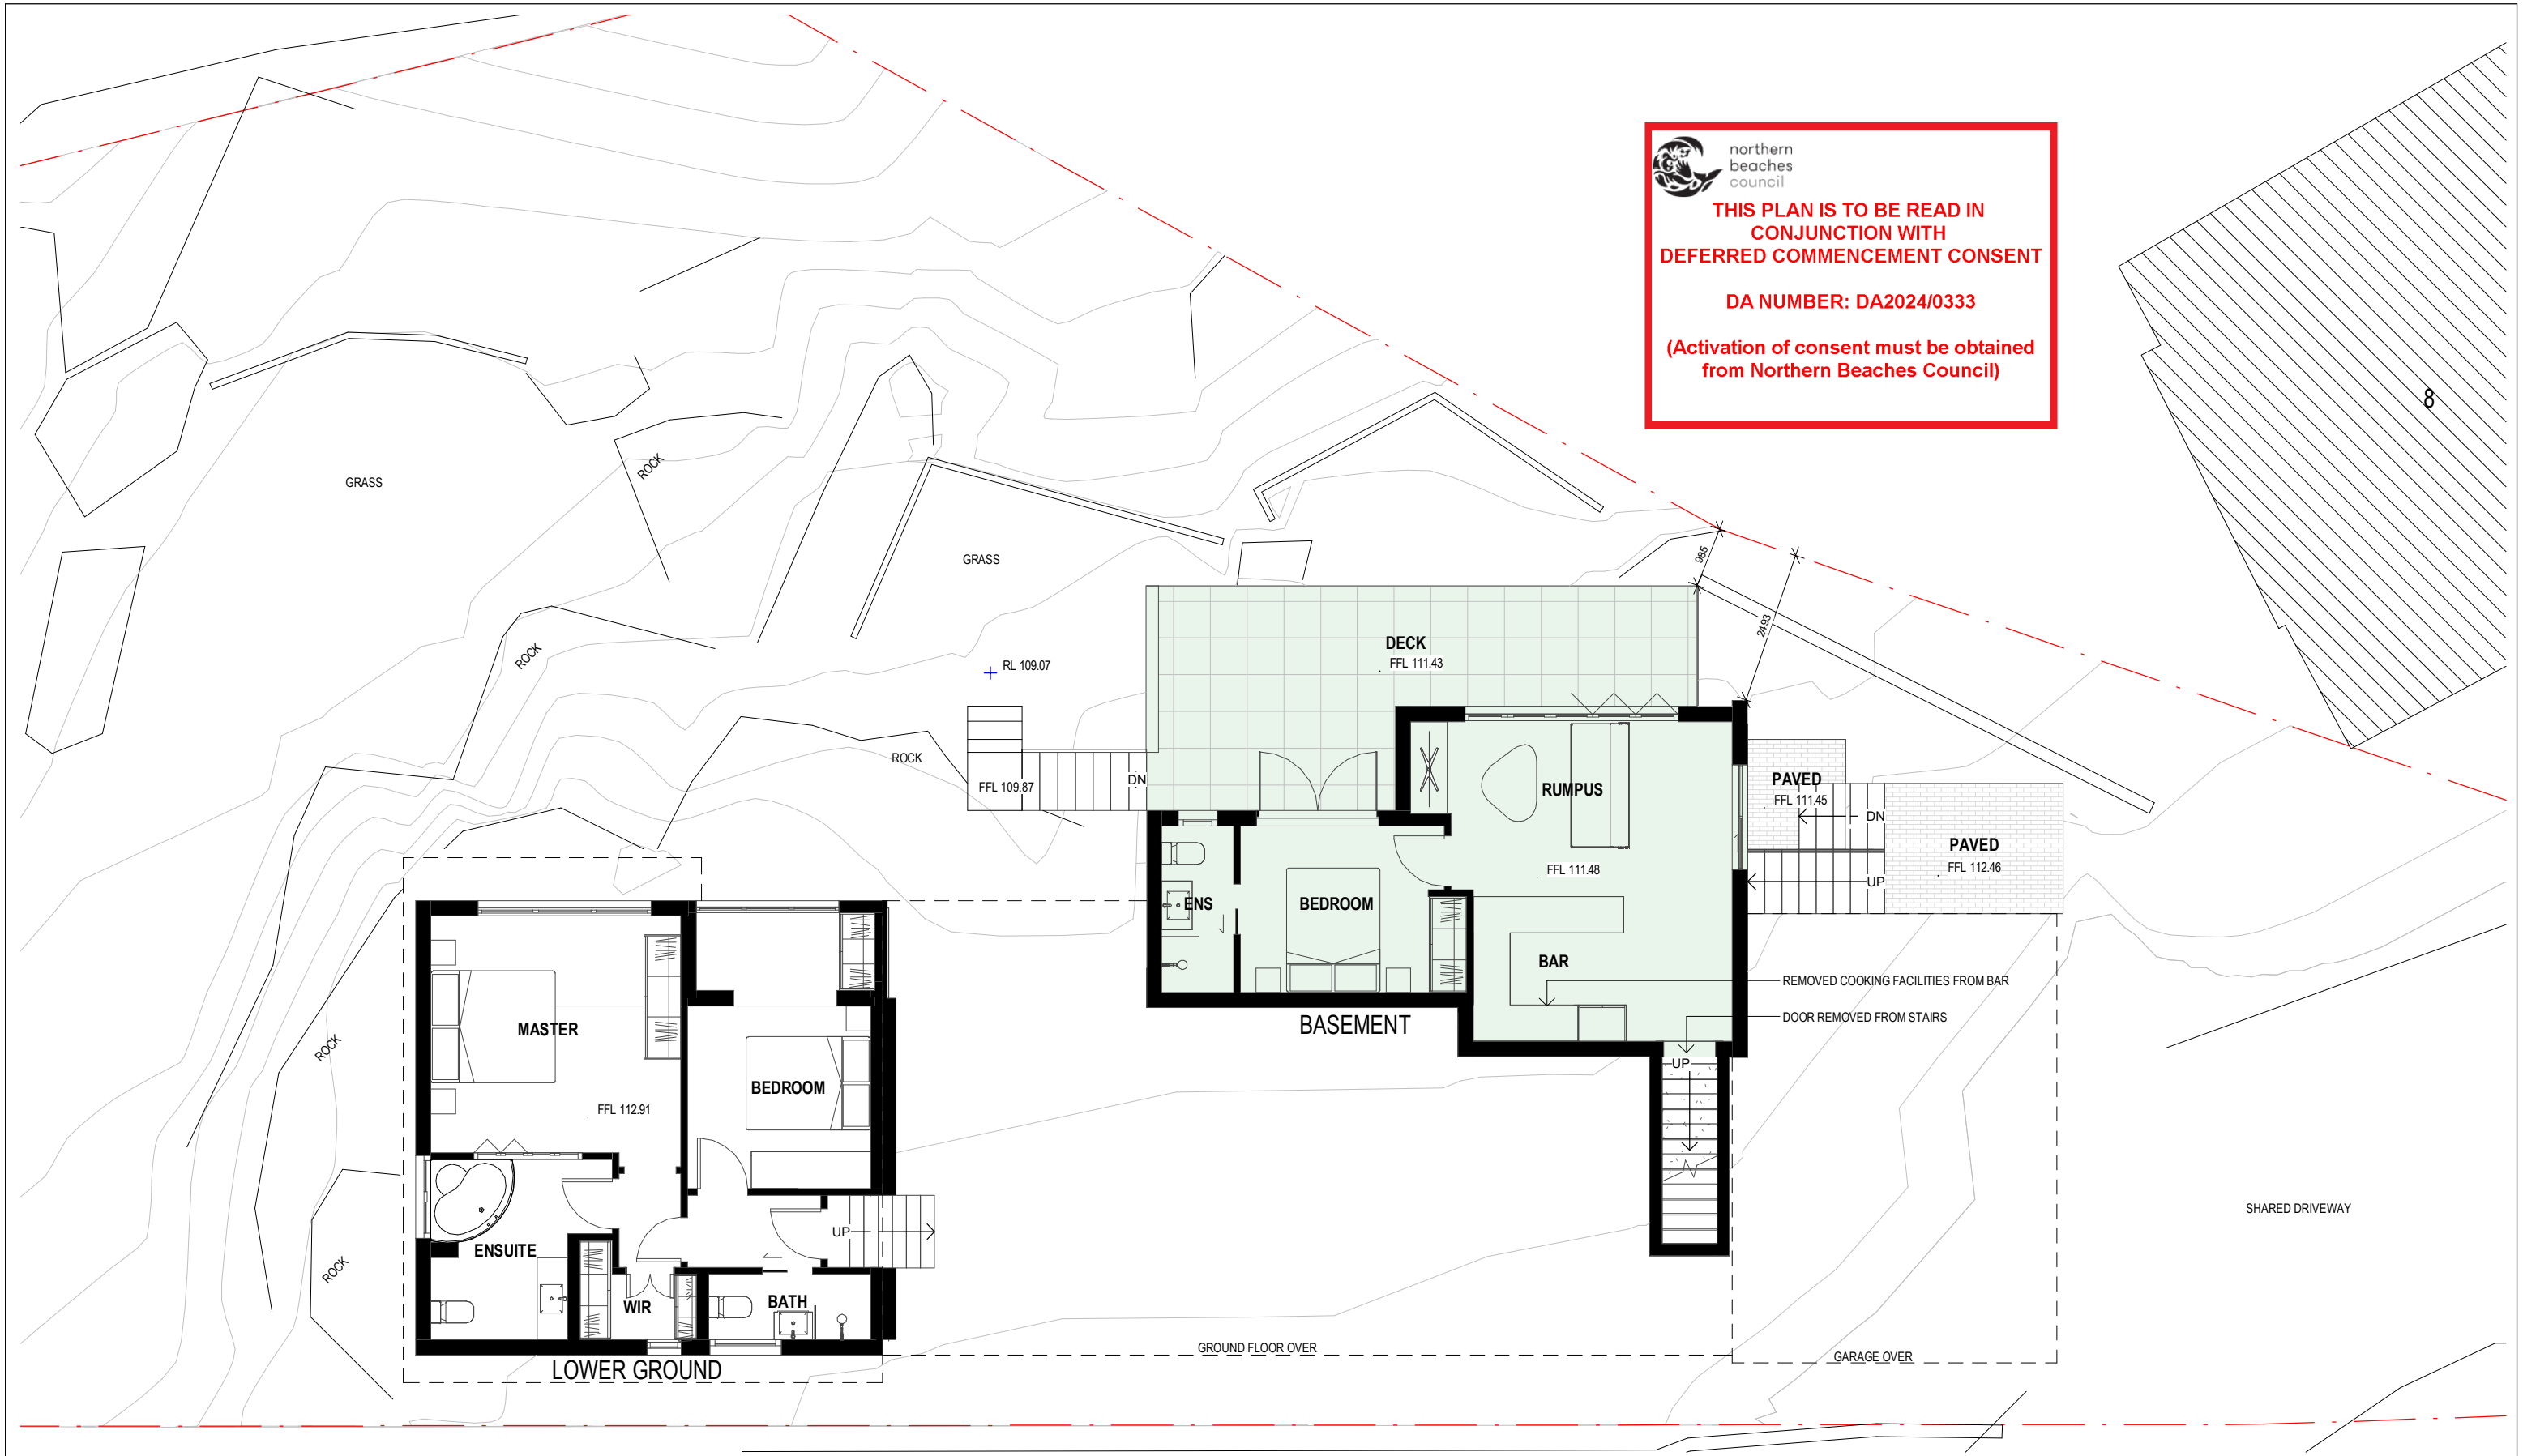 northern
beaches
council
THIS PLAN IS TO BE READ IN
CONJUNCTION WITH
DEFERRED COMMENCEMENT CONSENT
DA NUMBER: DA2024/0333
(Activation of consent must be obtained
from Northern Beaches Council)
8
GRASS
ROCK
GRASS
985
2493
ROCK
RL 109.07
DECK
FFL 111.43
ROCK
FFL 109.87
DN
RUMPUS
PAVED
FFL 111.45
DN
PAVED
FFL 112.46
UP
FFL 111.48
ENS
BEDROOM
BAR
REMOVED COOKING FACILITIES FROM BAR
DOOR REMOVED FROM STAIRS
BASEMENT
UP
ROCK
MASTER
BEDROOM
FFL 112.91
UP
ENSUITE
ROCK
WIR
BATH
SHARED DRIVEWAY
GROUND FLOOR OVER
GARAGE OVER
LOWER GROUND